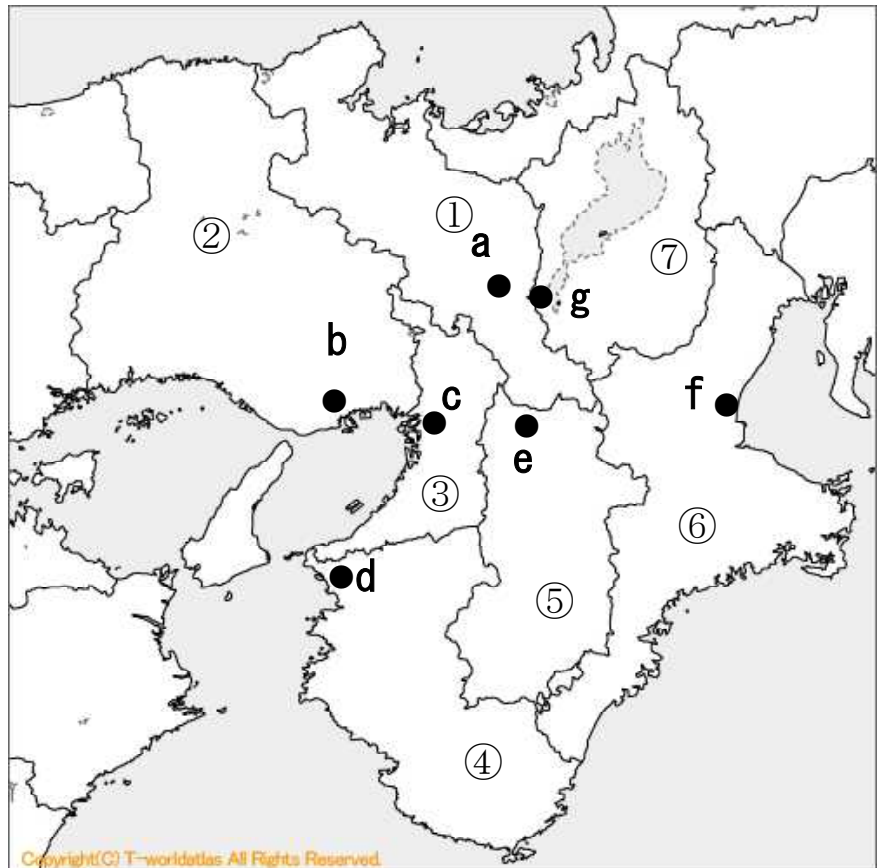 ①
②
a
⑦
g
b
f
c
e
③
⑥
d
⑤
④
Copyright(C) T-worldatlas All Rights Reserved.